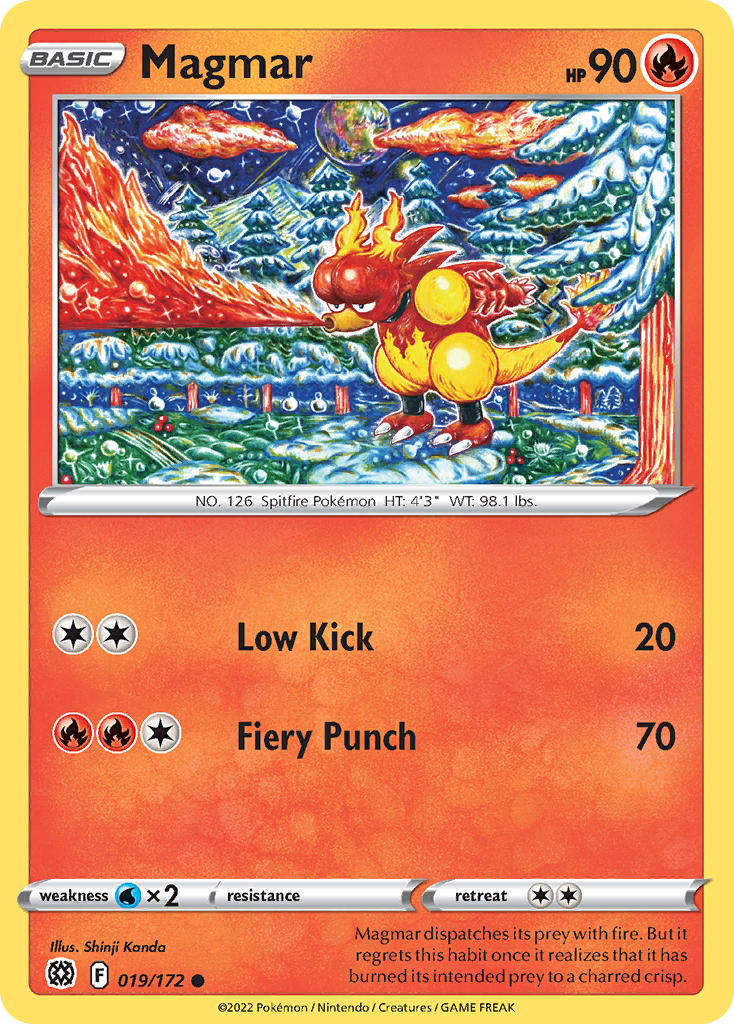 BASIC Magmar HP 90
NO. 126 Spitfire Pokémon HT: 4'3" WT: 98.1 lbs.
Low Kick 20
Fiery Punch 70
weakness ×2 resistance retreat
Illus. Shinji Kanda
F 019/172
Magmar dispatches its prey with fire. But it
regrets this habit once it realizes that it has
burned its intended prey to a charred crisp.
©2022 Pokémon / Nintendo / Creatures / GAME FREAK